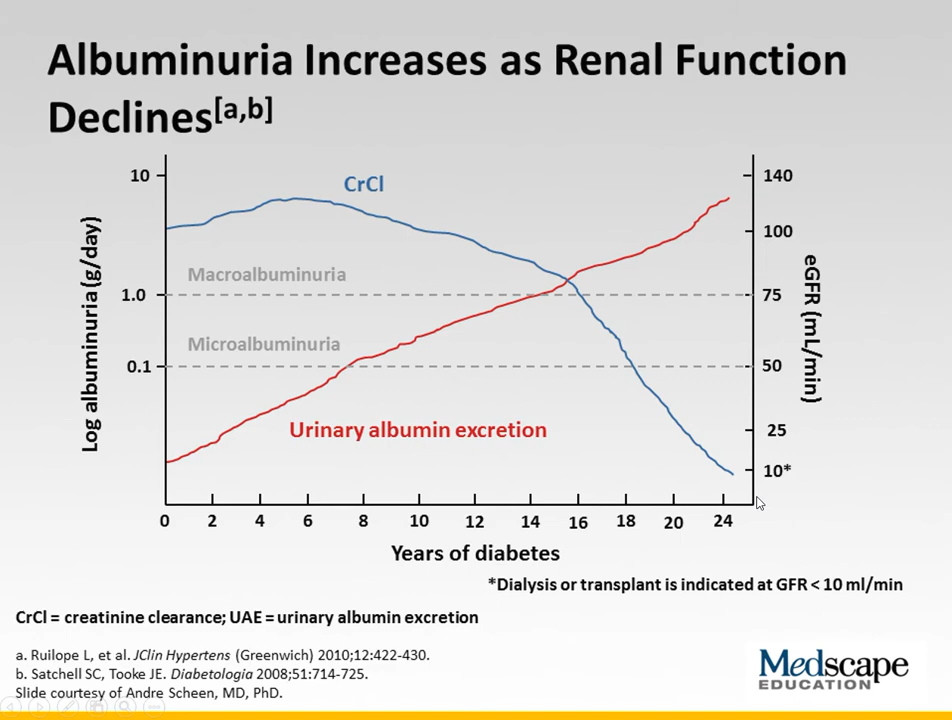 Albuminuria Increases as Renal Function
Declines[a,b]
10
1.0
0.1
Log albuminuria (g/day)
CrCl
Macroalbuminuria
Microalbuminuria
Urinary albumin excretion
140
100
75
50
25
10*
eGFR (mL/min)
0 2 4 6 8 10 12 14 16 18 20 24
Years of diabetes
*Dialysis or transplant is indicated at GFR < 10 ml/min
CrCl = creatinine clearance; UAE = urinary albumin excretion
a. Ruilope L, et al. JClin Hypertens (Greenwich) 2010;12:422-430.
b. Satchell SC, Tooke JE. Diabetologia 2008;51:714-725.
Slide courtesy of Andre Scheen, MD, PhD.
Medscape
EDUCATION